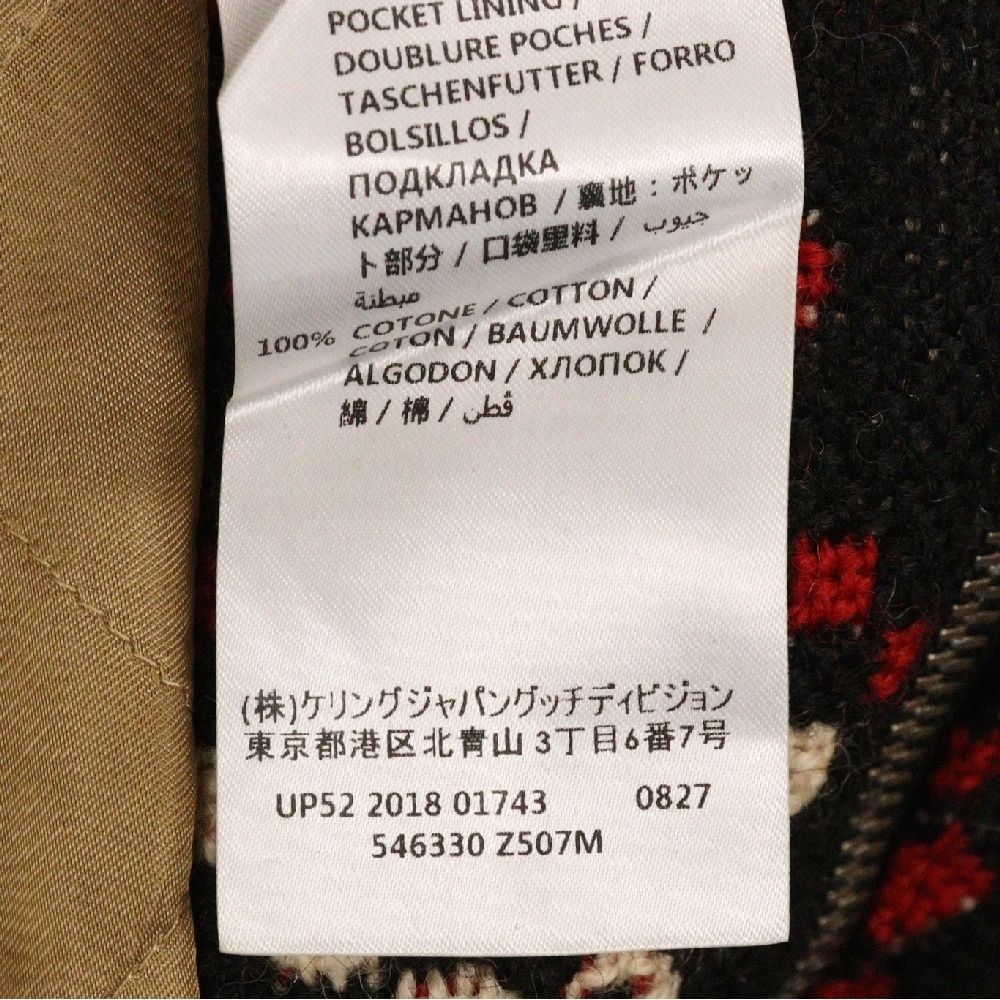 POCKET LINING /
DOUBLURE POCHES /
TASCHENFUTTER / FORRO
BOLSILLOS /
ПОДКЛАДКА
КАРМАНОВ /裏地：ポケッ
ト部分 / 口袋里料 / جيوب
مبطنة
100% COTONE / COTTON /
COTON / BAUMWOLLE /
ALGODON / ХЛОПОК /
綿 / 棉 / قُطن
(株)ケリングジャパングッチディビジョン
東京都港区北青山 3丁目6番7号
UP52 2018 01743 0827
546330 Z507M